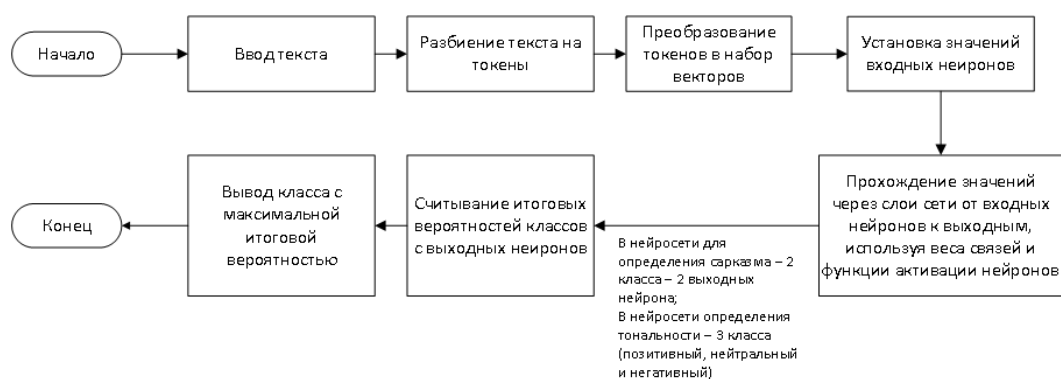 Начало
Ввод текста
Разбиение текста на
токены
Преобразование
токенов в набор
векторов
Установка значений
входных нейронов
Прохождение значений
через слои сети от входных
нейронов к выходным,
используя веса связей и
функции активации нейронов
В нейросети для
определения сарказма – 2
класса – 2 выходных
нейрона;
В нейросети определения
тональности – 3 класса
(позитивный, нейтральный
и негативный)
Считывание итоговых
вероятностей классов
с выходных нейронов
Вывод класса с
максимальной
итоговой
вероятностью
Конец